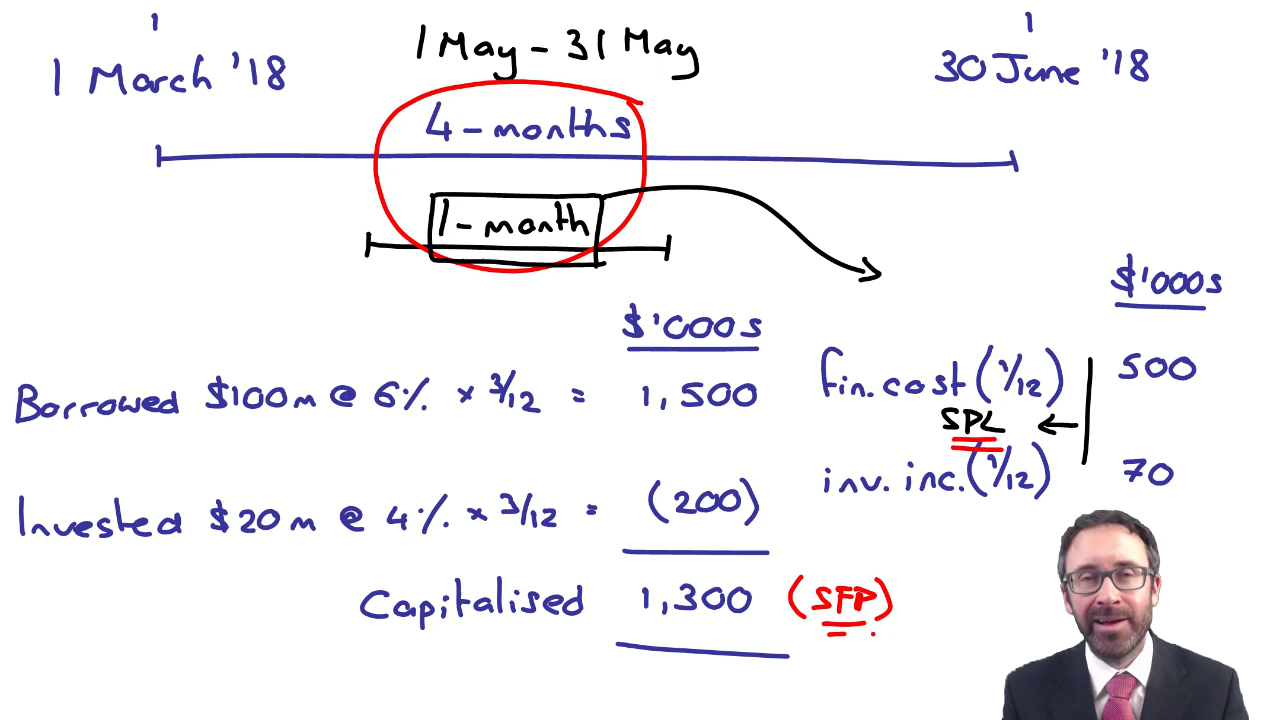 1 May - 31 May
1 March '18
30 June '18
4-months
1-month
$'000s
$'000s
Borrowed $100m @ 6% x 3/12 = 1,500
fin. cost (1/12) 500
SPL
inv. inc. (1/12) 70
Invested $20m @ 4% x 3/12 = (200)
Capitalised 1,300 (SFP)